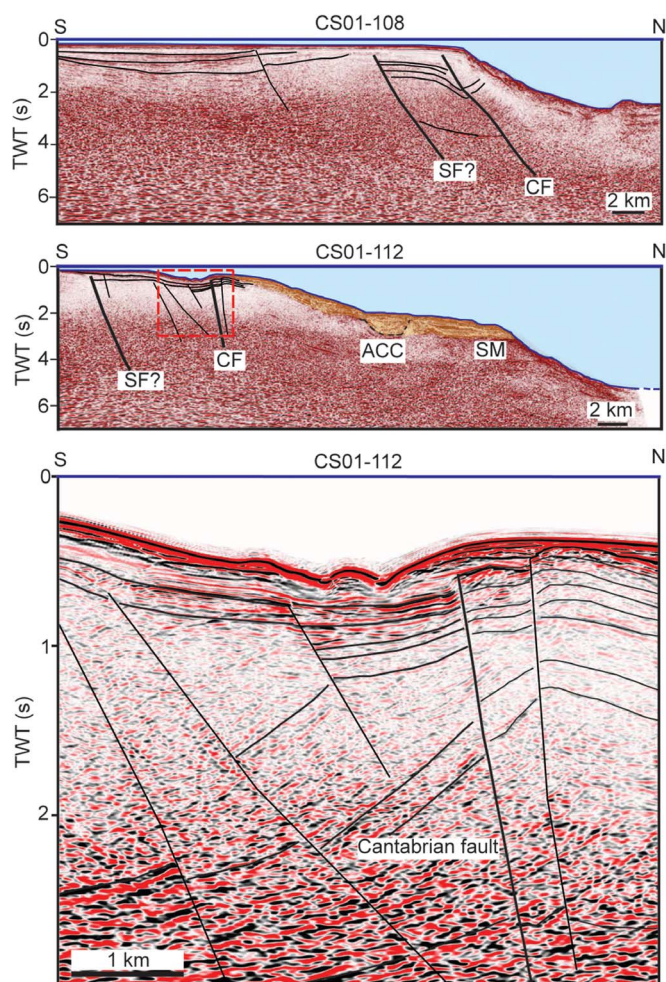 CS01-108
S
N
0
2
4
6
TWT (s)
SF?
CF
2 km
CS01-112
S
N
0
2
4
6
TWT (s)
SF?
CF
ACC
SM
2 km
CS01-112
S
N
0
1
2
TWT (s)
Cantabrian fault
1 km